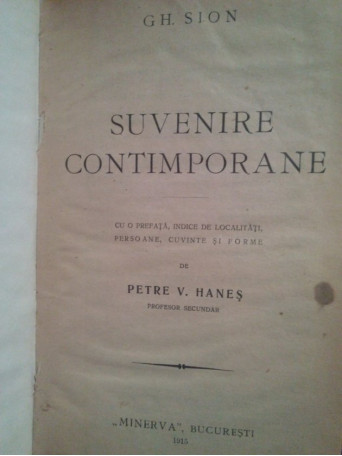 GH. SION
SUVENIRE
CONTIMPORANE
CU O PREFAȚĂ, INDICE DE LOCALITĂȚI,
PERSOANE, CUVINTE ȘI FORME
DE
PETRE V. HANEȘ
PROFESOR SECUNDAR
„MINERVA”, BUCUREȘTI
1915